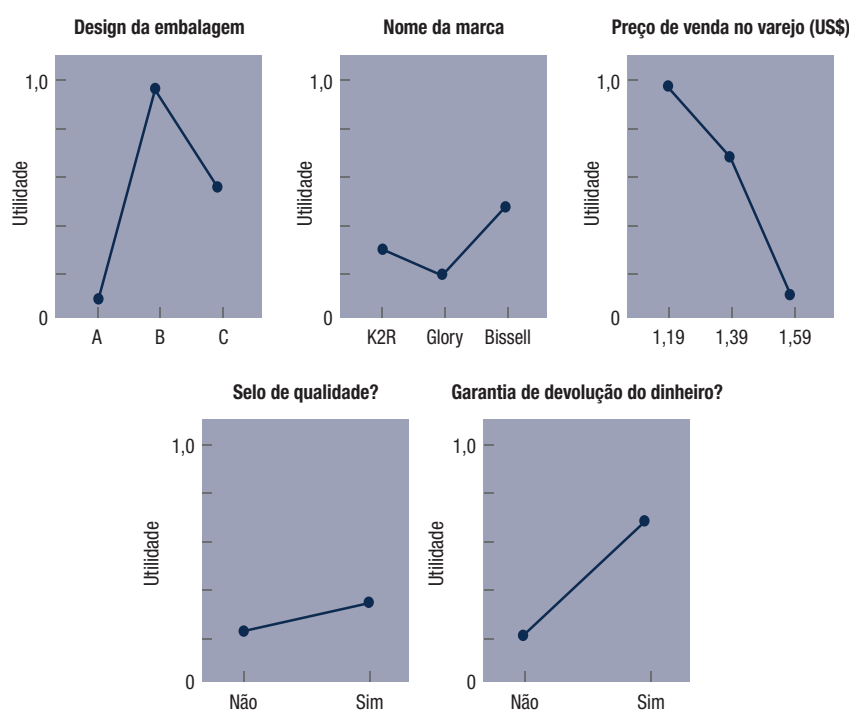 Design da embalagem
1,0
Utilidade
0
A B C
Nome da marca
1,0
Utilidade
0
K2R Glory Bissell
Preço de venda no varejo (US$)
1,0
Utilidade
0
1,19 1,39 1,59
Selo de qualidade?
1,0
Utilidade
0
Não Sim
Garantia de devolução do dinheiro?
1,0
Utilidade
0
Não Sim